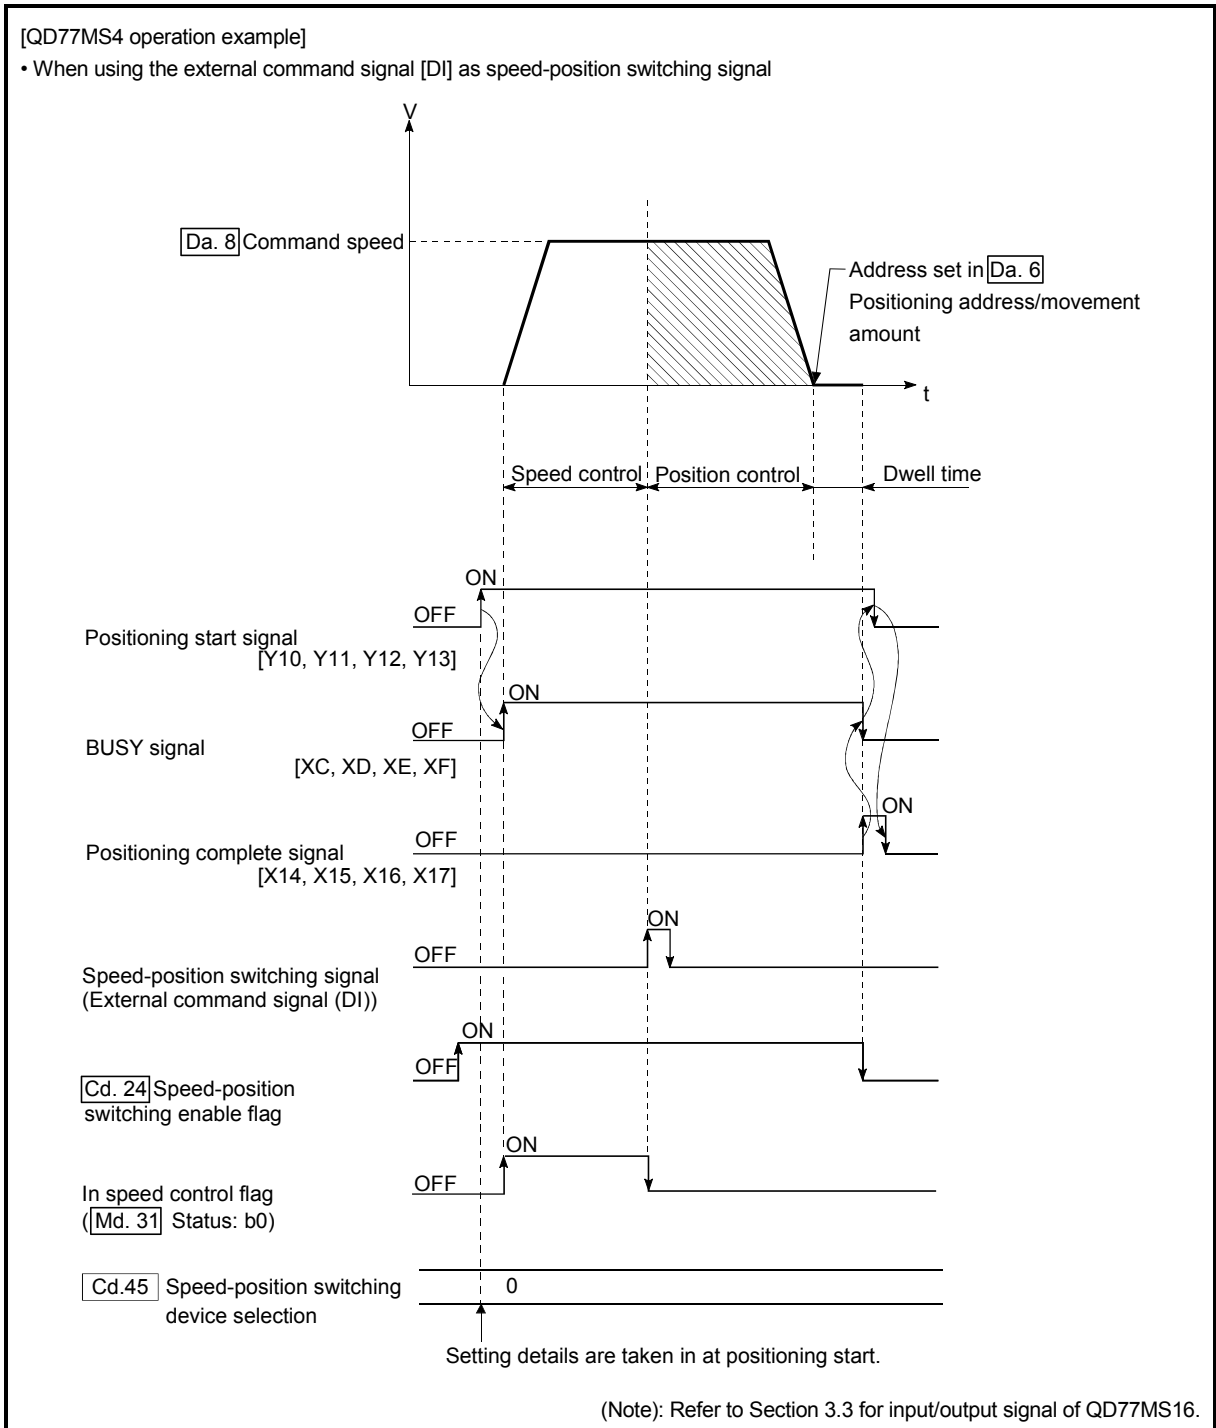 [QD77MS4 operation example]
• When using the external command signal [DI] as speed-position switching signal
V
Da. 8 Command speed
Address set in Da. 6
Positioning address/movement
amount
t
Speed control
Position control
Dwell time
ON
OFF
Positioning start signal
[Y10, Y11, Y12, Y13]
ON
OFF
BUSY signal
[XC, XD, XE, XF]
ON
OFF
Positioning complete signal
[X14, X15, X16, X17]
ON
OFF
Speed-position switching signal
(External command signal (DI))
ON
OFF
Cd. 24 Speed-position
switching enable flag
ON
OFF
In speed control flag
(Md. 31 Status: b0)
Cd.45 Speed-position switching
device selection
0
Setting details are taken in at positioning start.
(Note): Refer to Section 3.3 for input/output signal of QD77MS16.